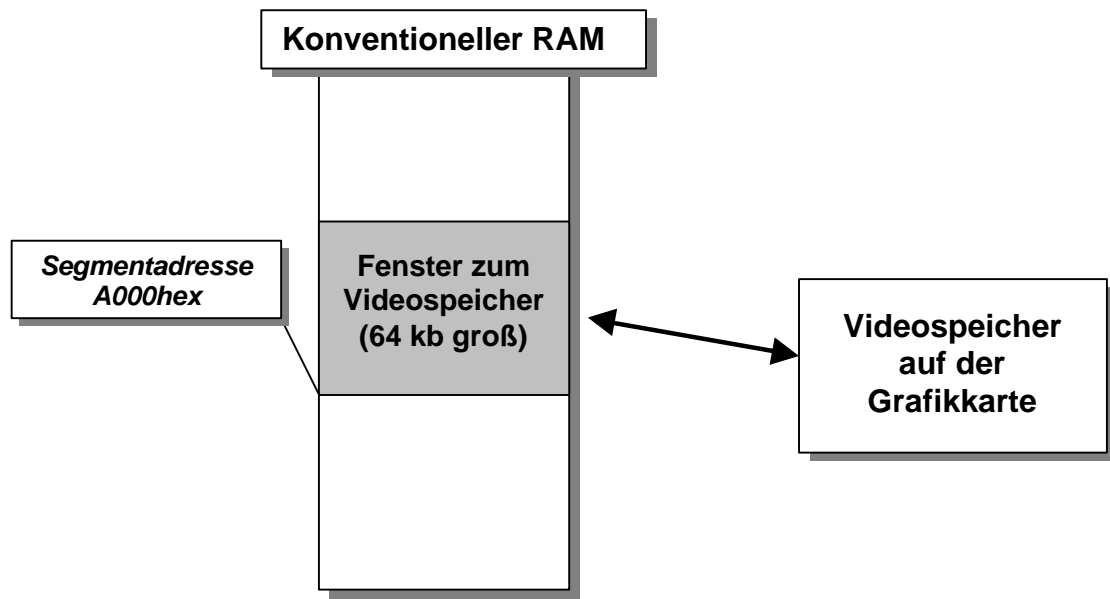 Konventioneller RAM
Segmentadresse
A000hex
Fenster zum
Videospeicher
(64 kb groß)
Videospeicher
auf der
Grafikkarte